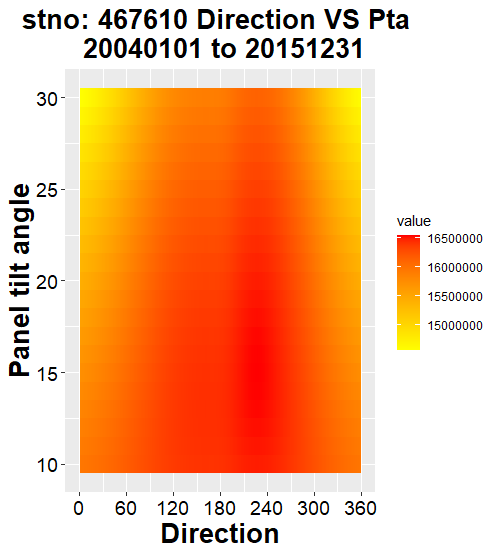 stno: 467610 Direction VS Pta
20040101 to 20151231
Panel tilt angle
30
25
20
15
10
0 60 120 180 240 300 360
Direction
value
16500000
16000000
15500000
15000000